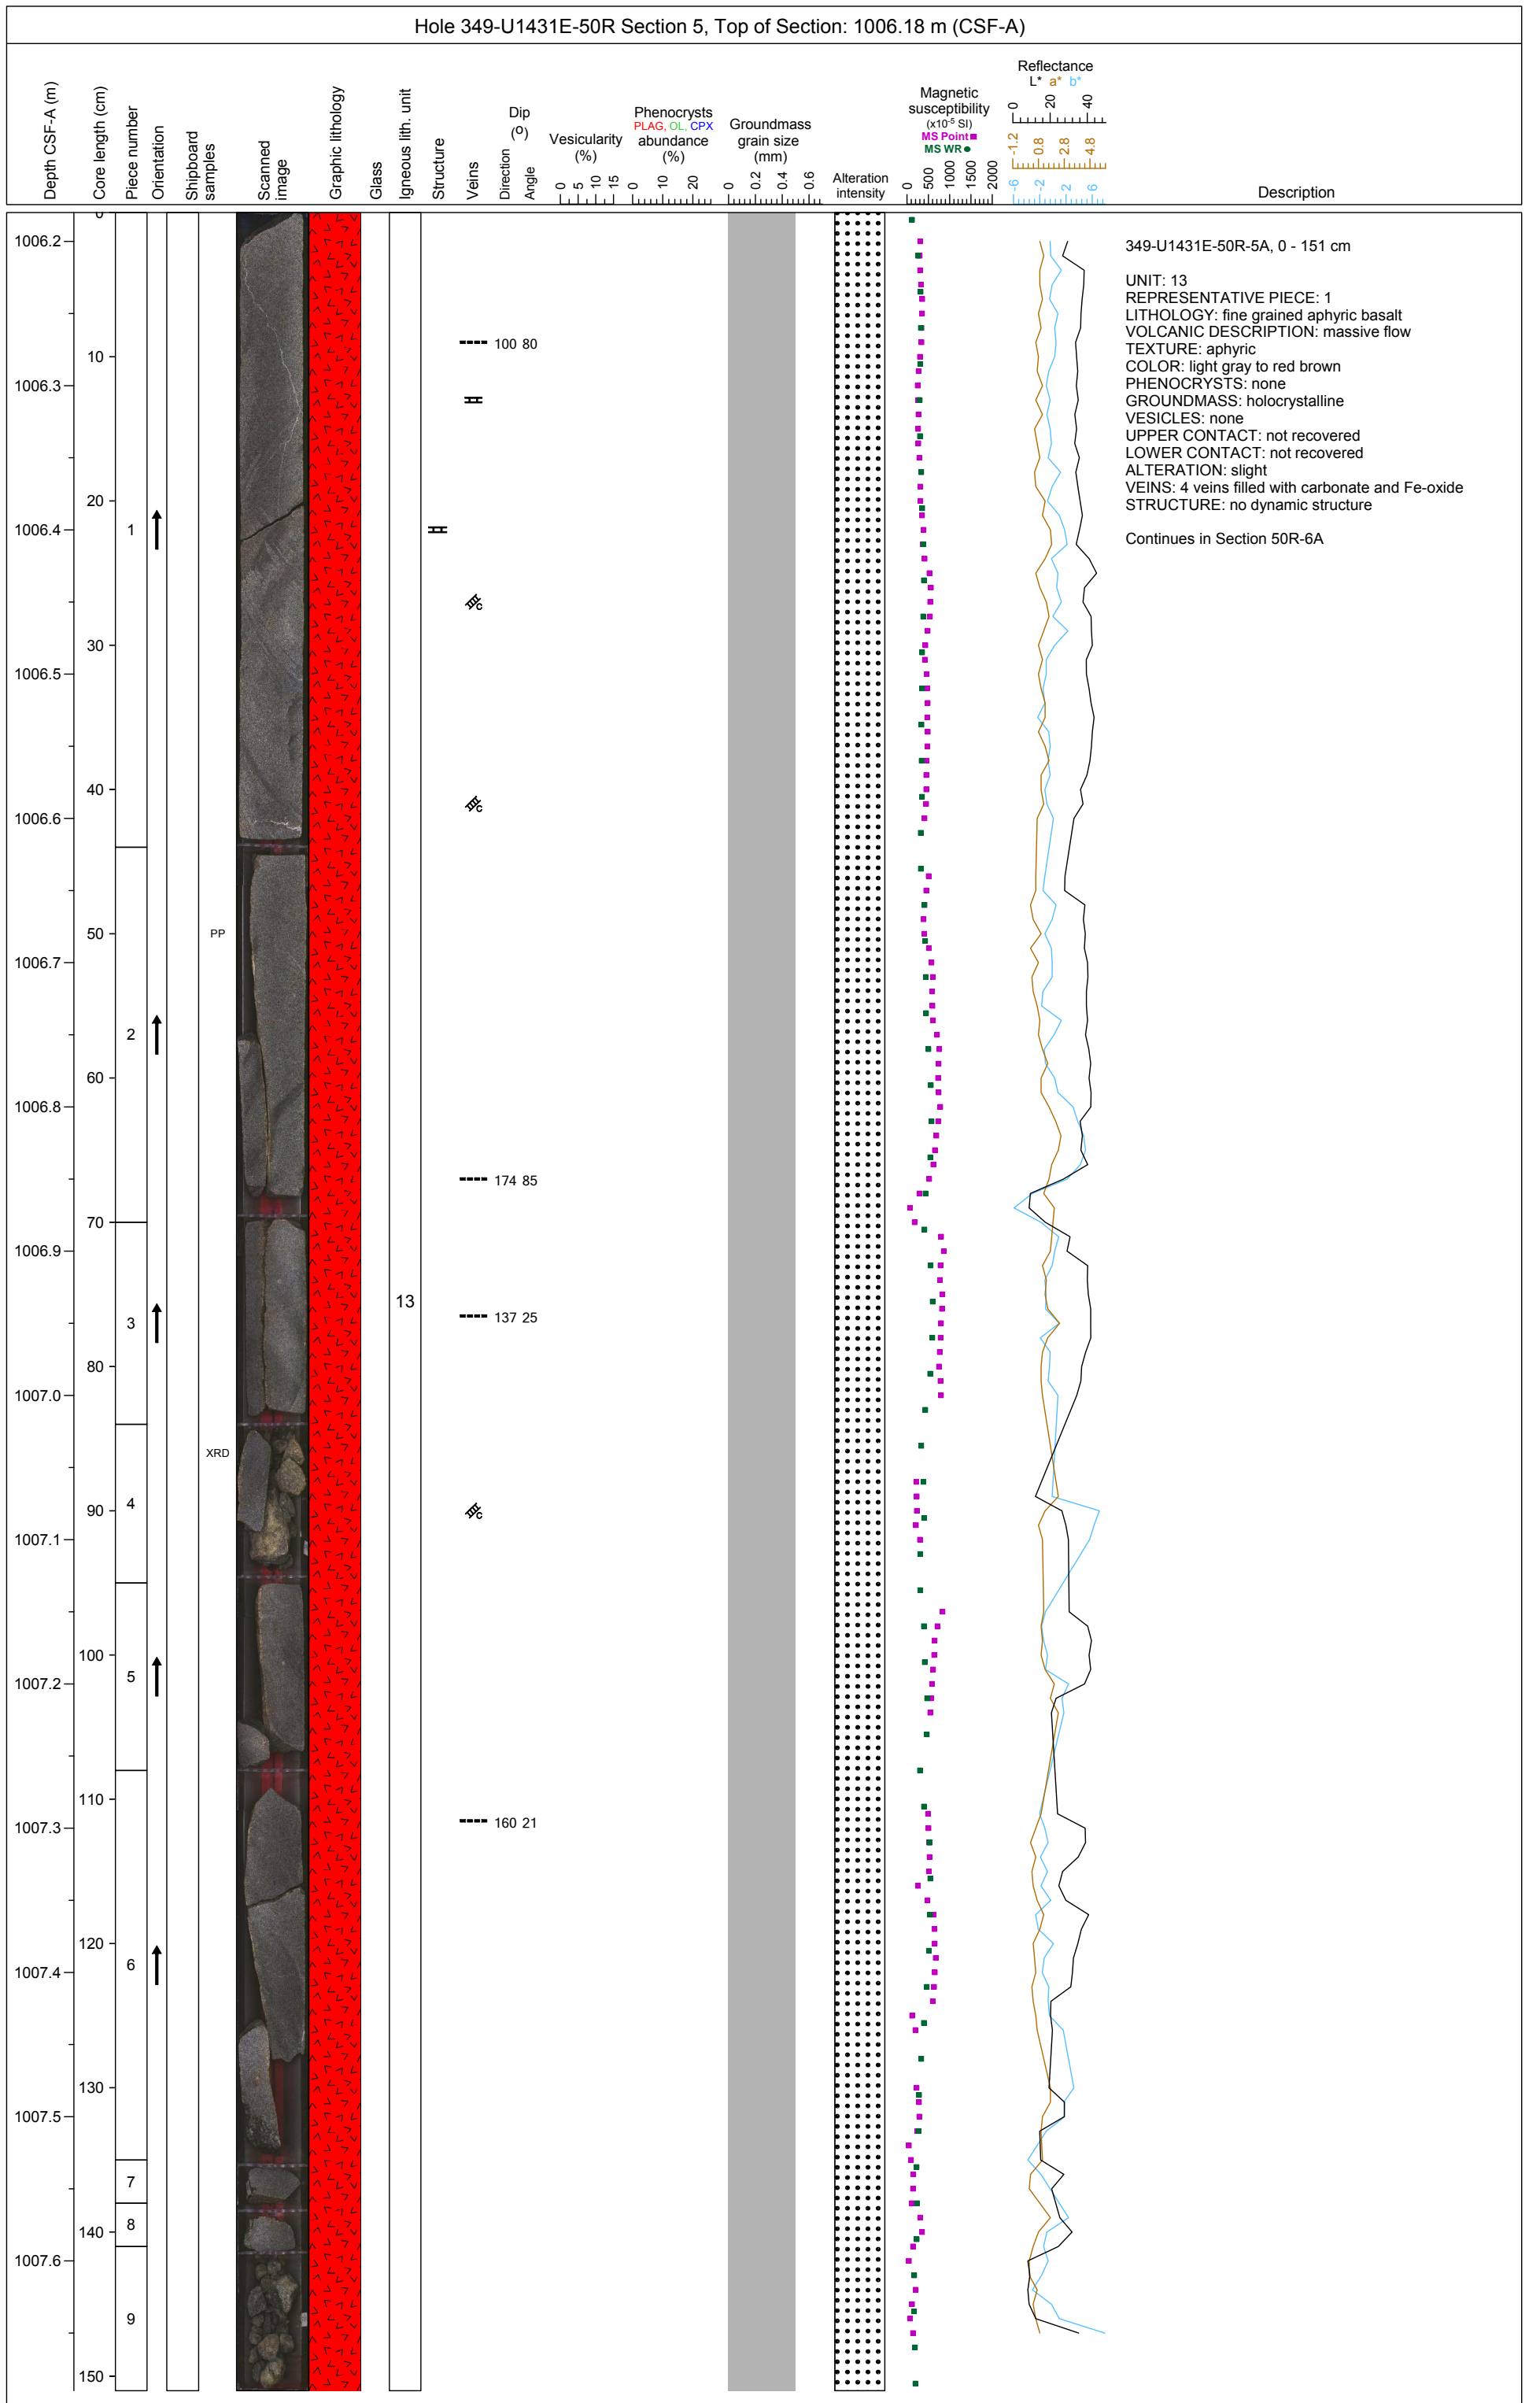 Hole 349-U1431E-50R Section 5, Top of Section: 1006.18 m (CSF-A)
Depth CSF-A (m)
Core length (cm)
Piece number
Orientation
Shipboard samples
Scanned image
Graphic lithology
Glass
Igneous lith. unit
Structure
Veins
Dip (o)
Direction
Angle
Vesicularity (%)
0 5 10 15
Phenocrysts
PLAG, OL, CPX
abundance
(%)
0 10 20
Groundmass
grain size
(mm)
0 0.2 0.4 0.6
Alteration
intensity
Magnetic
susceptibility
(x10-5 SI)
MS Point
MS WR
0 500 1000 1500 2000
Reflectance
L* a* b*
0 20 40
-1.2 0.8 2.8 4.8
-6 -2 2 6
Description
1006.2
1006.3
1006.4
1006.5
1006.6
1006.7
1006.8
1006.9
1007.0
1007.1
1007.2
1007.3
1007.4
1007.5
1007.6
10
20
30
40
50
60
70
80
90
100
110
120
130
140
150
1
2
3
4
5
6
7
8
9
PP
XRD
13
100 80
c
c
174 85
137 25
c
160 21
349-U1431E-50R-5A, 0 - 151 cm
UNIT: 13
REPRESENTATIVE PIECE: 1
LITHOLOGY: fine grained aphyric basalt
VOLCANIC DESCRIPTION: massive flow
TEXTURE: aphyric
COLOR: light gray to red brown
PHENOCRYSTS: none
GROUNDMASS: holocrystalline
VESICLES: none
UPPER CONTACT: not recovered
LOWER CONTACT: not recovered
ALTERATION: slight
VEINS: 4 veins filled with carbonate and Fe-oxide
STRUCTURE: no dynamic structure
Continues in Section 50R-6A